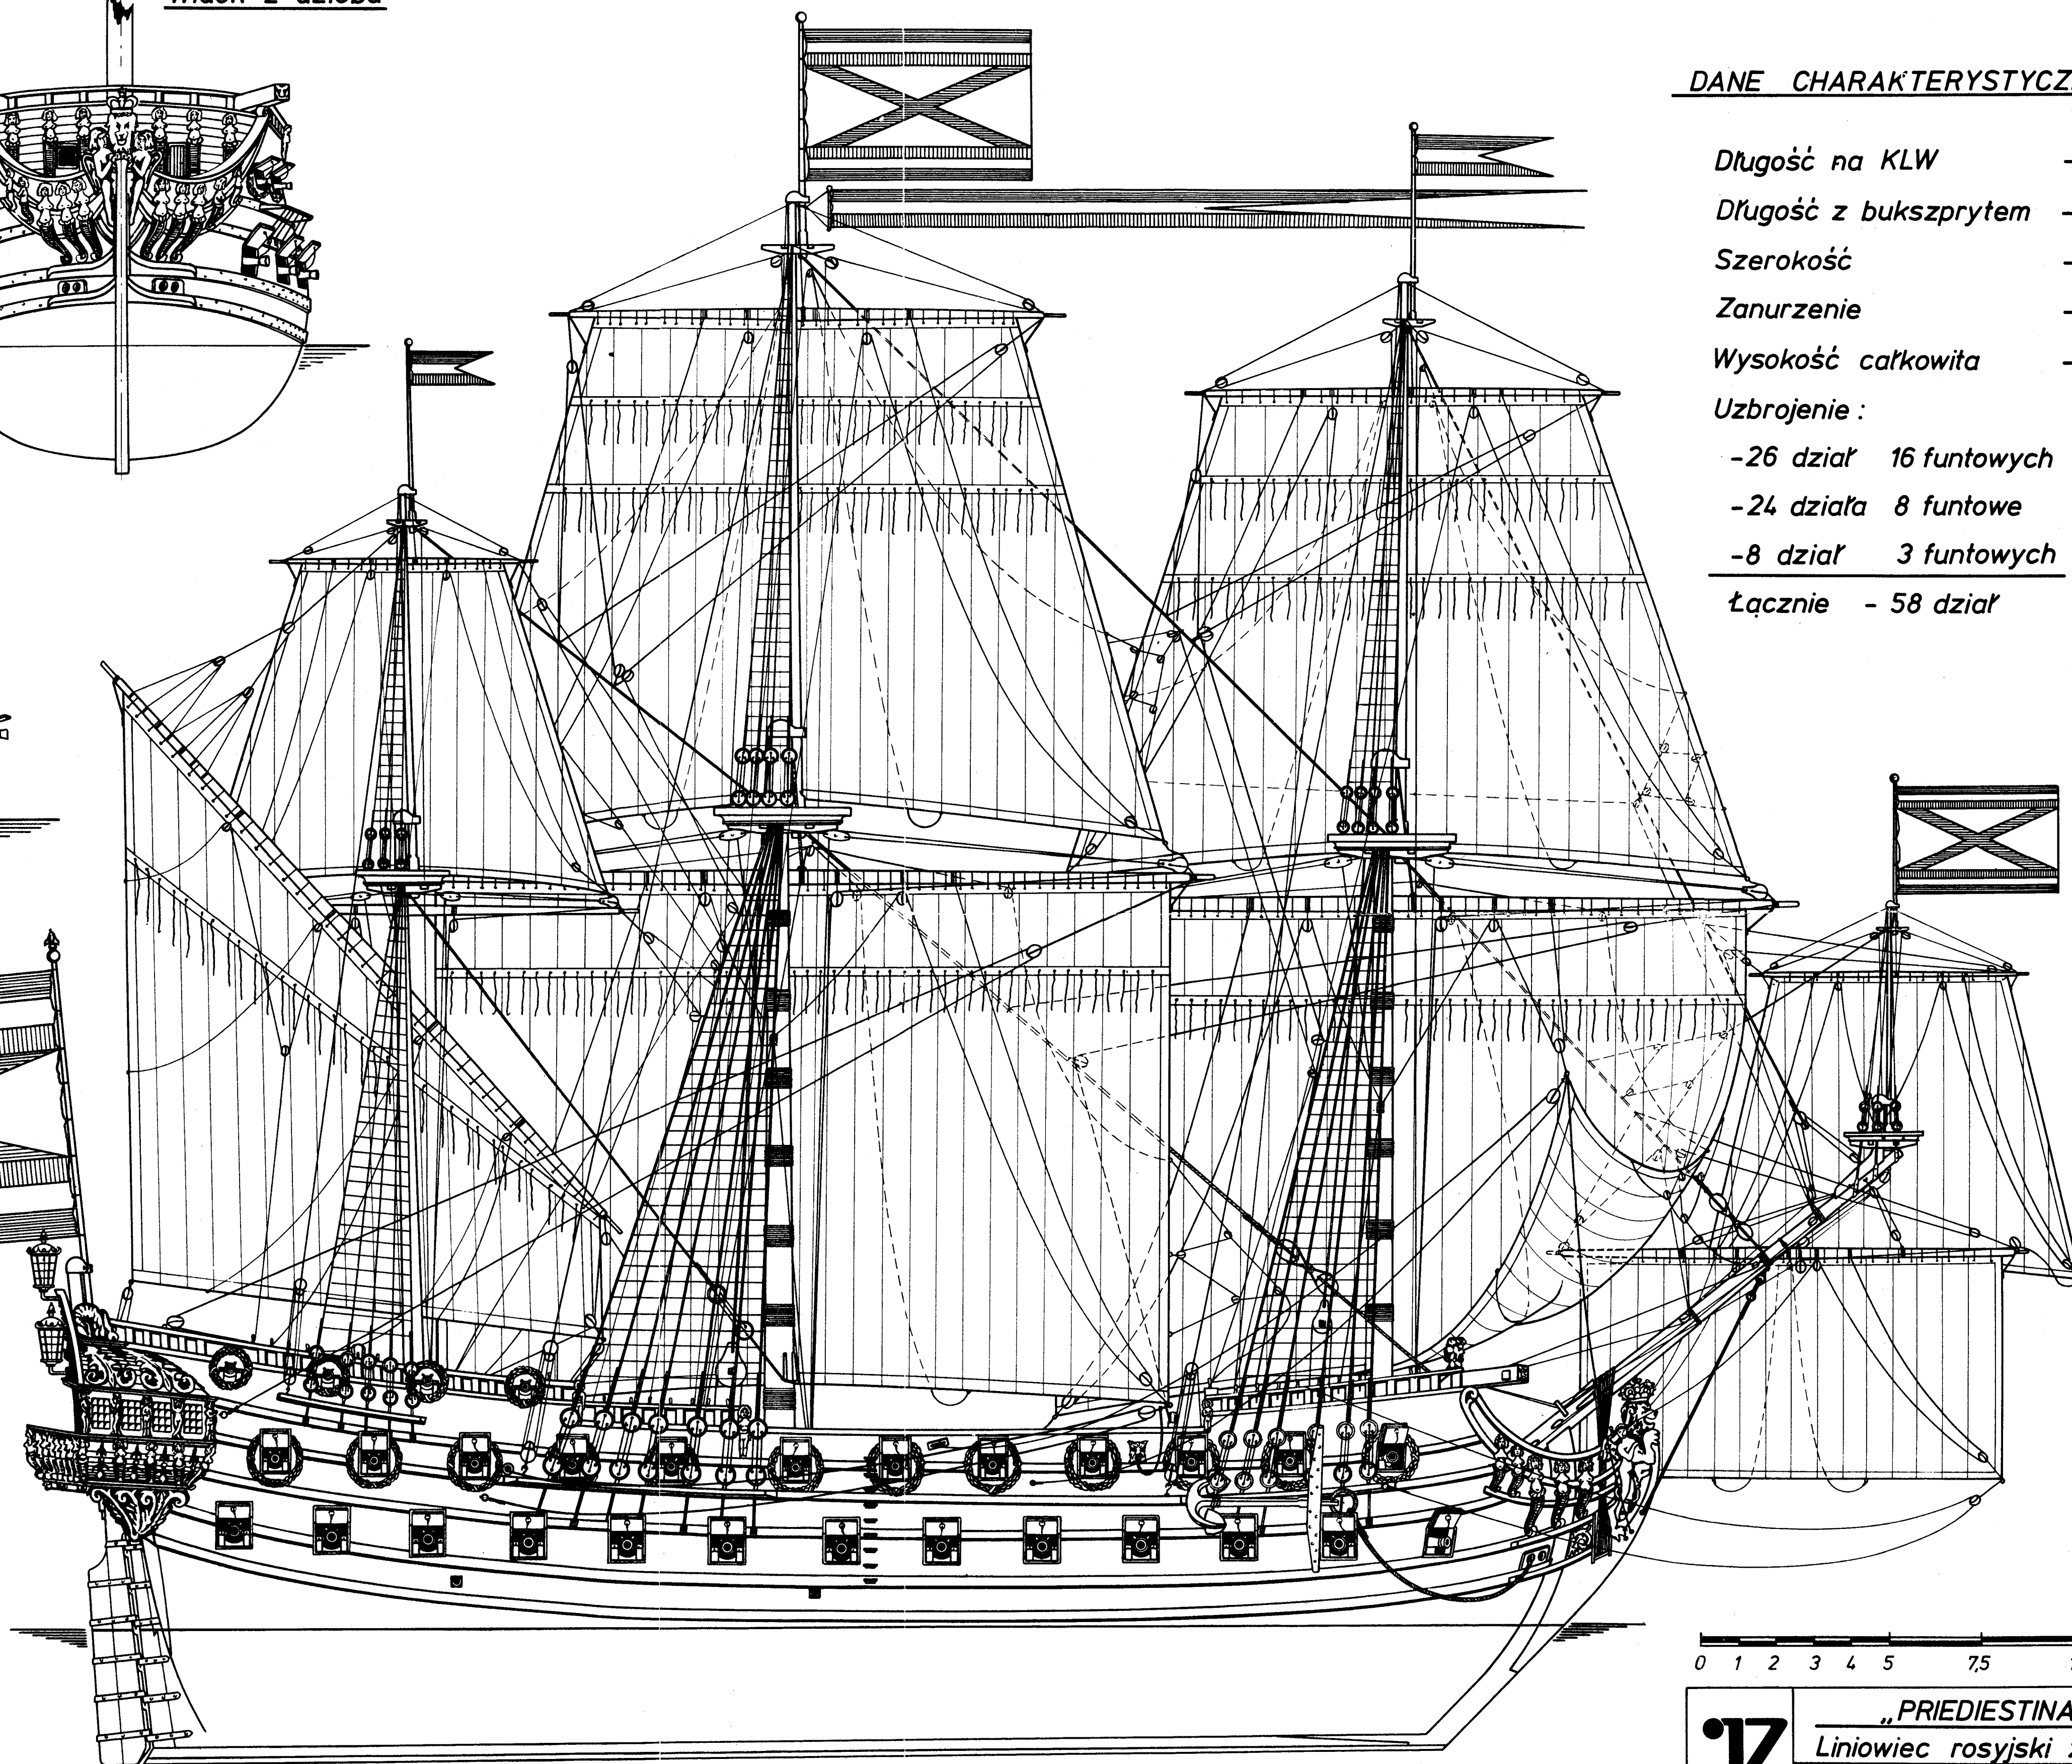 Widok z dziobu
DANE CHARAKTERYSTYCZ
Długość na KLW -
Długość z bukszprytem -
Szerokość -
Zanurzenie -
Wysokość całkowita -
Uzbrojenie :
-26 dział 16 funtowych
-24 działa 8 funtowe
-8 dział 3 funtowych
Łącznie - 58 dział
0 1 2 3 4 5 7,5
„PRIEDIESTINA
Liniowiec rosyjski